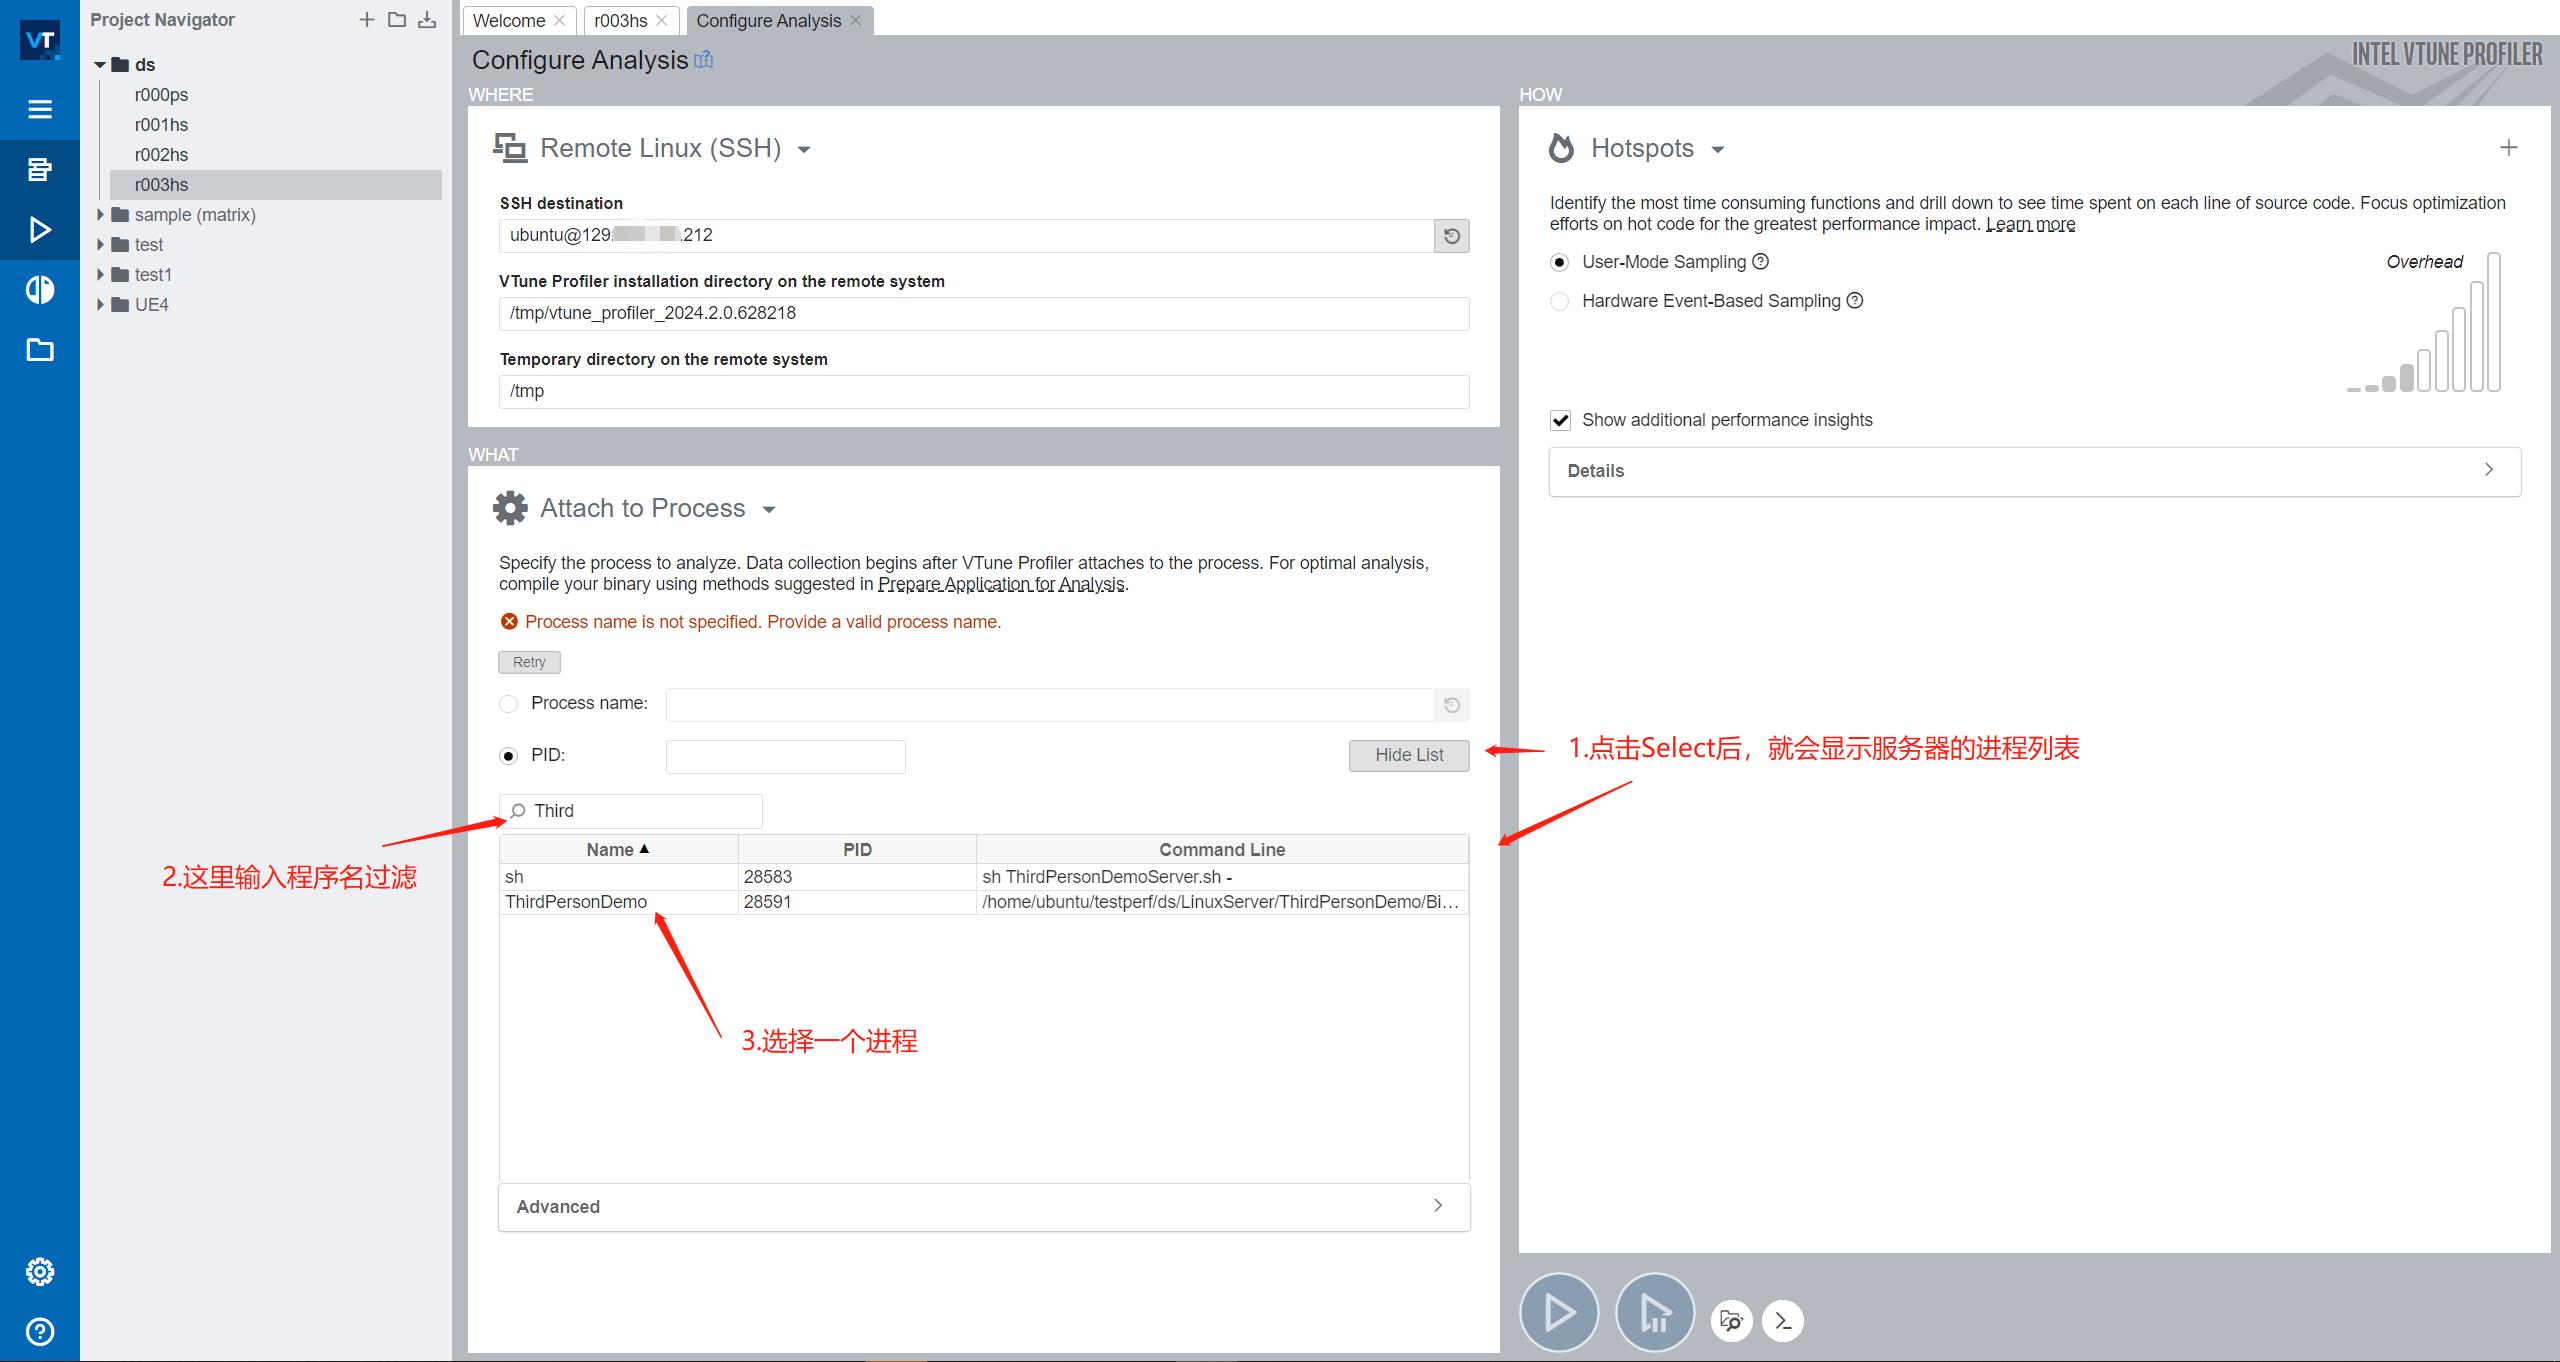 Project Navigator
ds
r000ps
r001hs
r002hs
r003hs
sample (matrix)
test
test1
UE4
Welcome
r003hs
Configure Analysis
Configure Analysis
INTEL VTUNE PROFILER
WHERE
Remote Linux (SSH)
SSH destination
ubuntu@129. .212
VTune Profiler installation directory on the remote system
/tmp/vtune_profiler_2024.2.0.628218
Temporary directory on the remote system
/tmp
WHAT
Attach to Process
Specify the process to analyze. Data collection begins after VTune Profiler attaches to the process. For optimal analysis,
compile your binary using methods suggested in Prepare Application for Analysis.
Process name is not specified. Provide a valid process name.
Retry
Process name:
PID:
Hide List
1.点击Select后，就会显示服务器的进程列表
Third
2.这里输入程序名过滤
Name PID Command Line
sh 28583 sh ThirdPersonDemoServer.sh -
ThirdPersonDemo 28591 /home/ubuntu/testperf/ds/LinuxServer/ThirdPersonDemo/Bi...
3.选择一个进程
Advanced
HOW
Hotspots
Identify the most time consuming functions and drill down to see time spent on each line of source code. Focus optimization
efforts on hot code for the greatest performance impact. Learn more
User-Mode Sampling
Overhead
Hardware Event-Based Sampling
Show additional performance insights
Details
VT